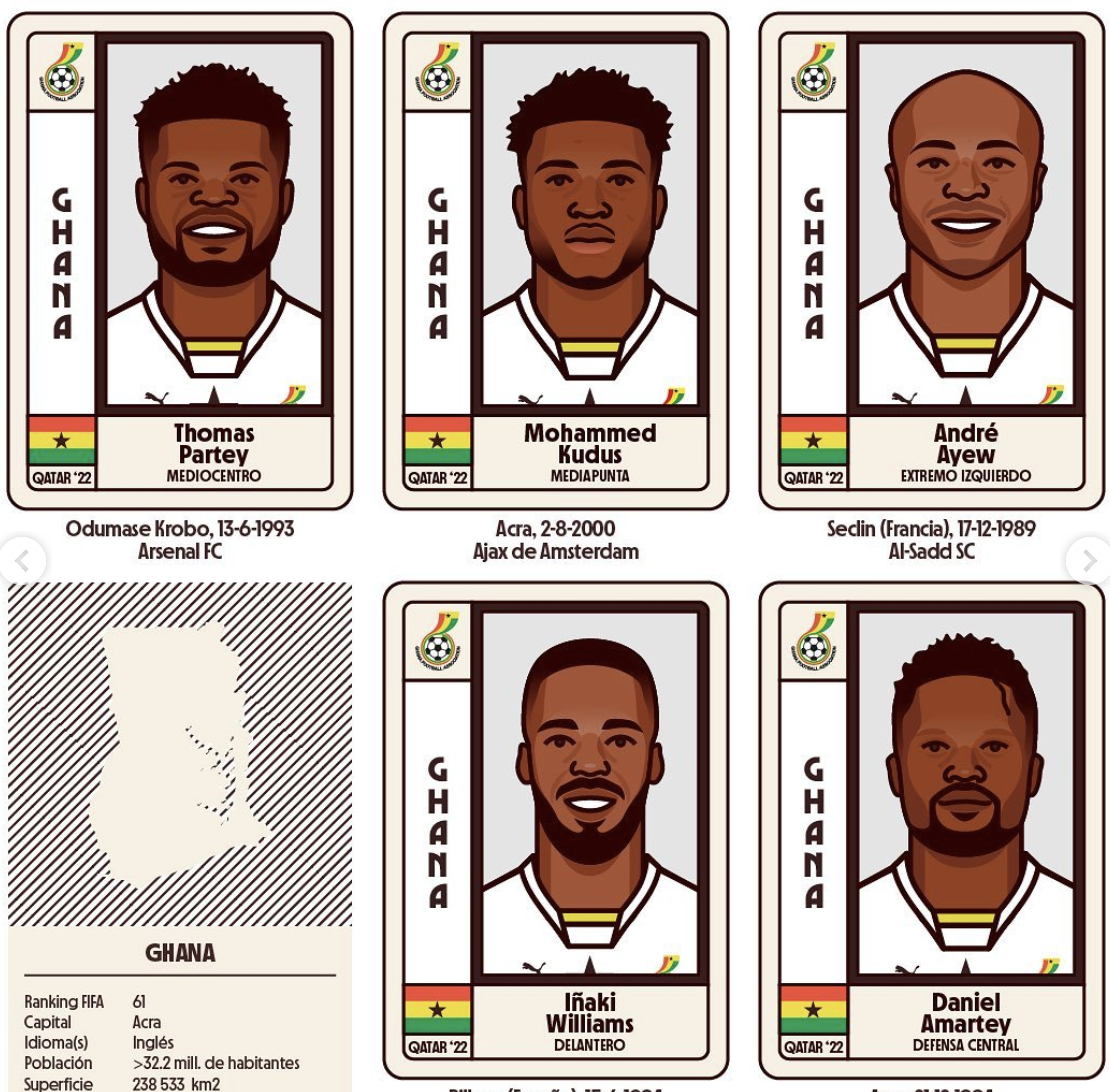 GHANA
Thomas
Partey
MEDIOCENTRO
QATAR '22
Odumase Krobo, 13-6-1993
Arsenal FC
GHANA
Mohammed
Kudus
MEDIAPUNTA
QATAR '22
Acra, 2-8-2000
Ajax de Amsterdam
GHANA
André
Ayew
EXTREMO IZQUIERDO
QATAR '22
Seclin (Francia), 17-12-1989
Al-Sadd SC
GHANA
Ranking FIFA 61
Capital Acra
Idioma(s) Inglés
Población >32.2 mill. de habitantes
Superficie 238 533 km2
GHANA
Iñaki
Williams
DELANTERO
QATAR '22
GHANA
Daniel
Amartey
DEFENSA CENTRAL
QATAR '22